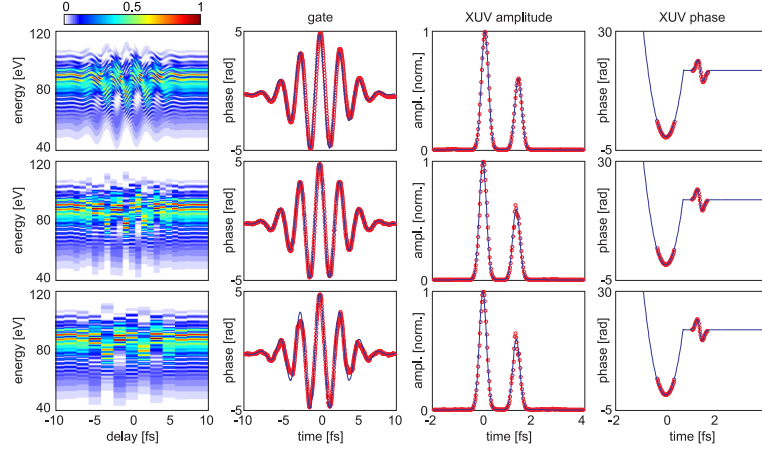 0 0.5 1
gate
XUV amplitude
XUV phase
120
80
40
energy [eV]
5
-5
phase [rad]
1
0
ampl. [norm.]
30
-5
phase [rad]
120
80
40
energy [eV]
5
-5
phase [rad]
1
0
ampl. [norm.]
30
-5
phase [rad]
120
80
40
energy [eV]
5
-5
phase [rad]
1
0
ampl. [norm.]
30
-5
phase [rad]
-10 -5 0 5 10
-10 -5 0 5 10
-2 0 2 4
-2 0 2
delay [fs]
time [fs]
time [fs]
time [fs]